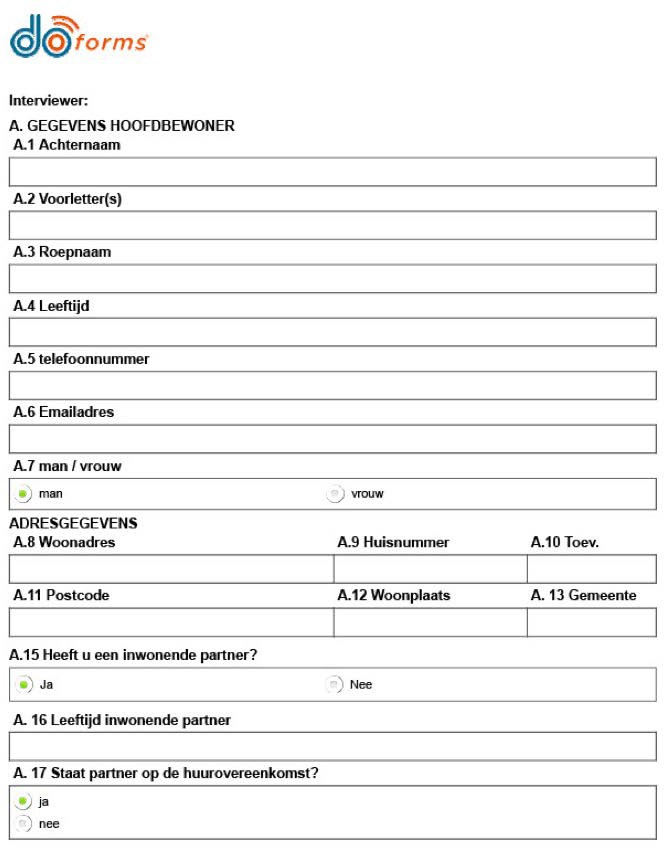 doforms
Interviewer:
A. GEGEVENS HOOFDBEWONER
A.1 Achternaam
A.2 Voorletter(s)
A.3 Roepnaam
A.4 Leeftijd
A.5 telefoonnummer
A.6 Emailadres
A.7 man / vrouw
man vrouw
ADRESGEGEVENS
A.8 Woonadres A.9 Huisnummer A.10 Toev.
A.11 Postcode A.12 Woonplaats A. 13 Gemeente
A.15 Heeft u een inwonende partner?
Ja Nee
A. 16 Leeftijd inwonende partner
A. 17 Staat partner op de huurovereenkomst?
ja
nee